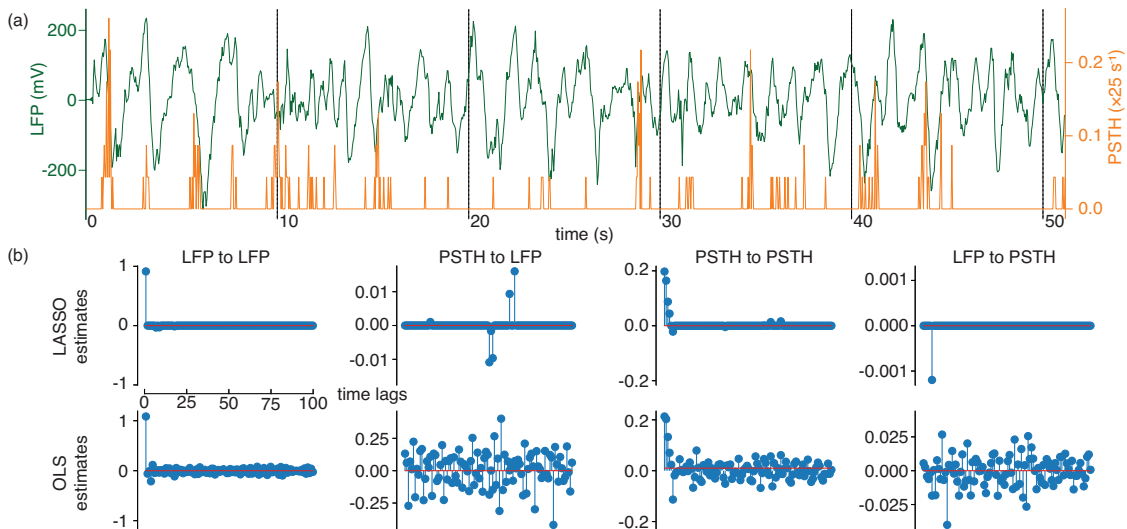 (a)
200
0
-200
LFP (mV)
0.2
0.1
0.0
PSTH (×25 s⁻¹)
0 10 20 30 40 50
time (s)
(b)
LFP to LFP PSTH to LFP PSTH to PSTH LFP to PSTH
LASSO
estimates
1
0
-1
0 25 50 75 100
time lags
0.01
0.00
-0.01
0.2
0.0
-0.2
0.001
0.000
-0.001
OLS
estimates
1
0
-1
0.25
0.00
-0.25
0.2
0.0
-0.2
0.025
0.000
-0.025